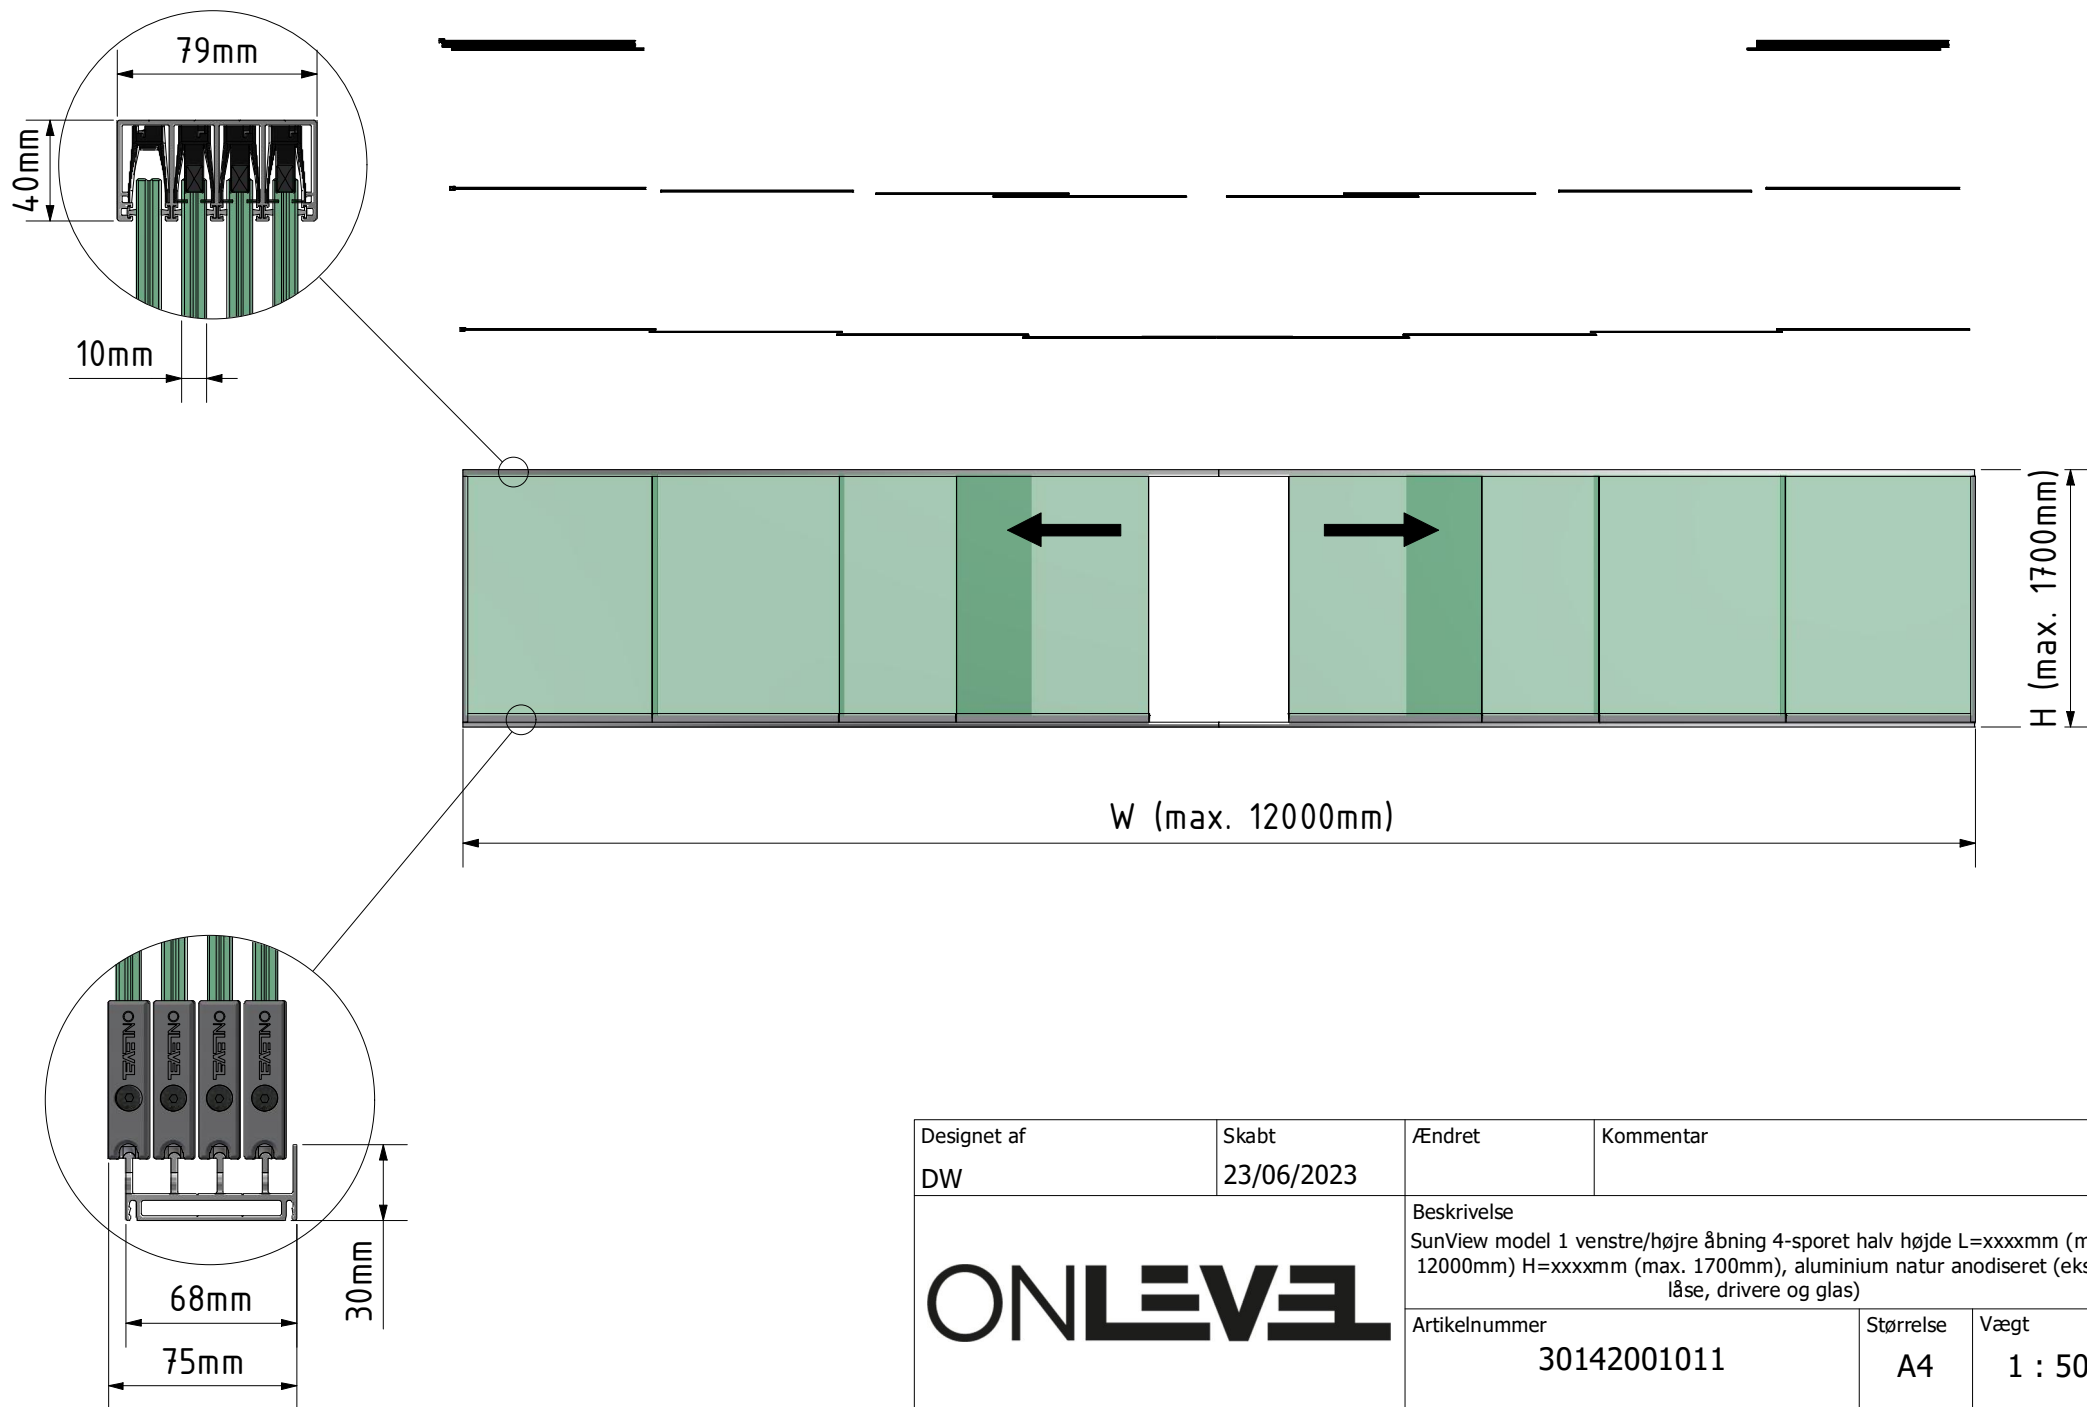 79mm
40mm
10mm
H (max. 1700mm)
W (max. 12000mm)
ONLEVEL
ONLEVEL
ONLEVEL
ONLEVEL
30mm
68mm
75mm
Designet af
DW
Skabt
23/06/2023
Ændret
Kommentar
ONLEVEL
Beskrivelse
SunView model 1 venstre/højre åbning 4-sporet halv højde L=xxxxmm (m
12000mm) H=xxxxmm (max. 1700mm), aluminium natur anodiseret (eks
låse, drivere og glas)
Artikelnummer
30142001011
Størrelse
A4
Vægt
1 : 50